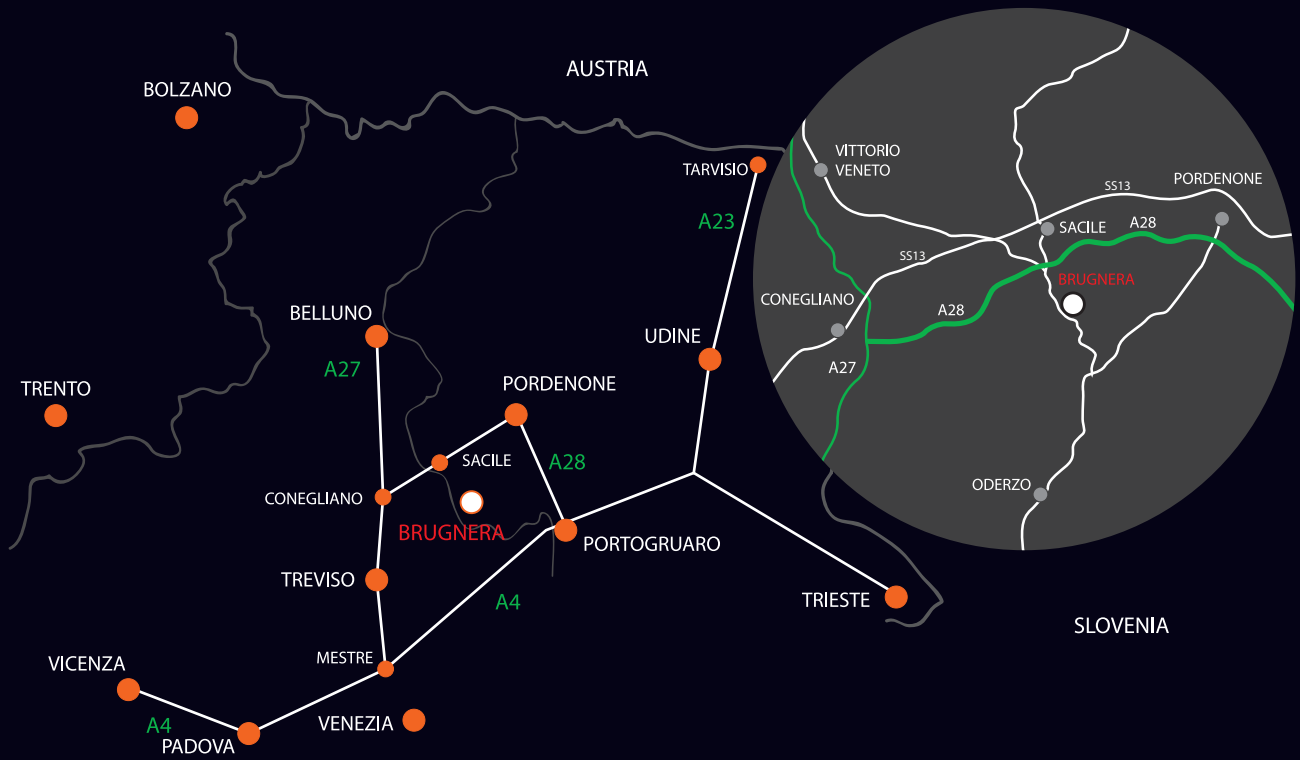 AUSTRIA
BOLZANO
TARVISIO
A23
BELLUNO
A27
UDINE
TRENTO
PORDENONE
SACILE
A28
CONEGLIANO
BRUGNERA
PORTOGRUARO
TREVISO
A4
TRIESTE
SLOVENIA
MESTRE
VICENZA
A4
PADOVA
VENEZIA
VITTORIO
VENETO
SS13
PORDENONE
SACILE
A28
SS13
BRUGNERA
CONEGLIANO
A28
A27
ODERZO